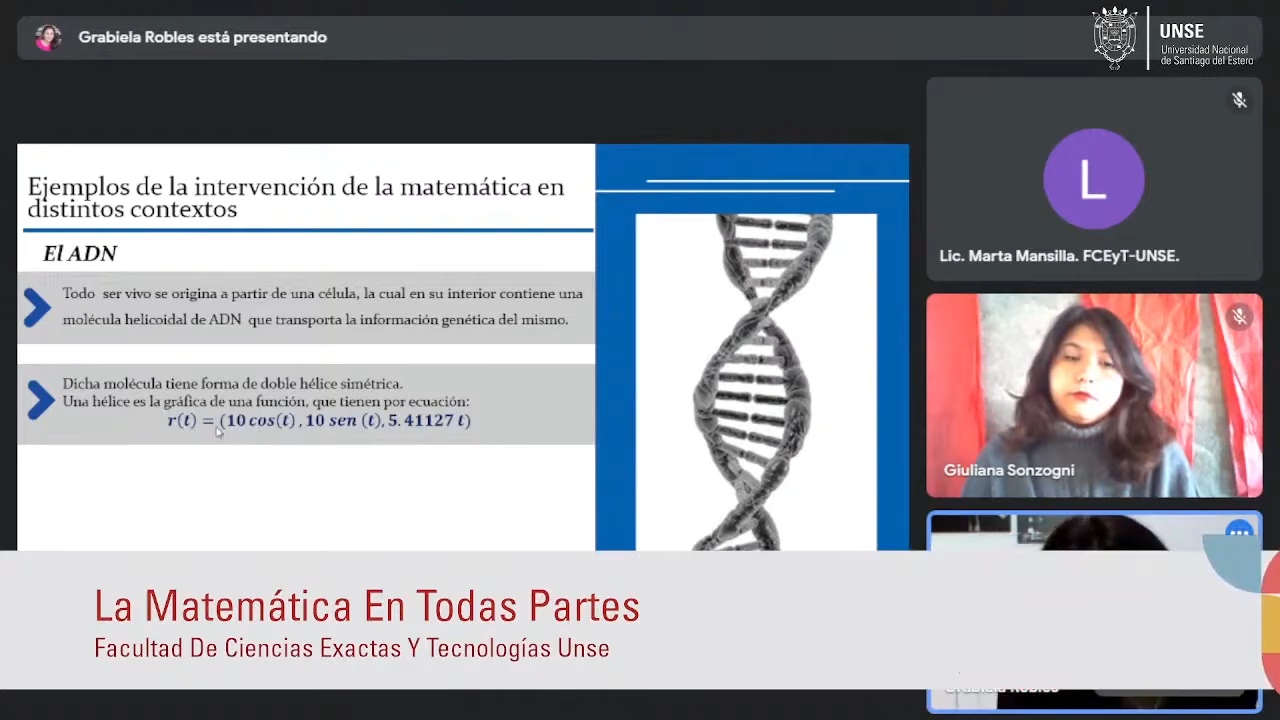 Grabiela Robles está presentando
UNSE
Universidad Nacional
de Santiago del Estero
Ejemplos de la intervención de la matemática en
distintos contextos
El ADN
Todo ser vivo se origina a partir de una célula, la cual en su interior contiene una
molécula helicoidal de ADN que transporta la información genética del mismo.
Dicha molécula tiene forma de doble hélice simétrica.
Una hélice es la gráfica de una función, que tienen por ecuación:
r(t) = (10 cos(t) , 10 sen (t), 5. 41127 t)
L
Lic. Marta Mansilla. FCEyT-UNSE.
Giuliana Sonzogni
La Matemática En Todas Partes
Facultad De Ciencias Exactas Y Tecnologías Unse
Grabiela Robles